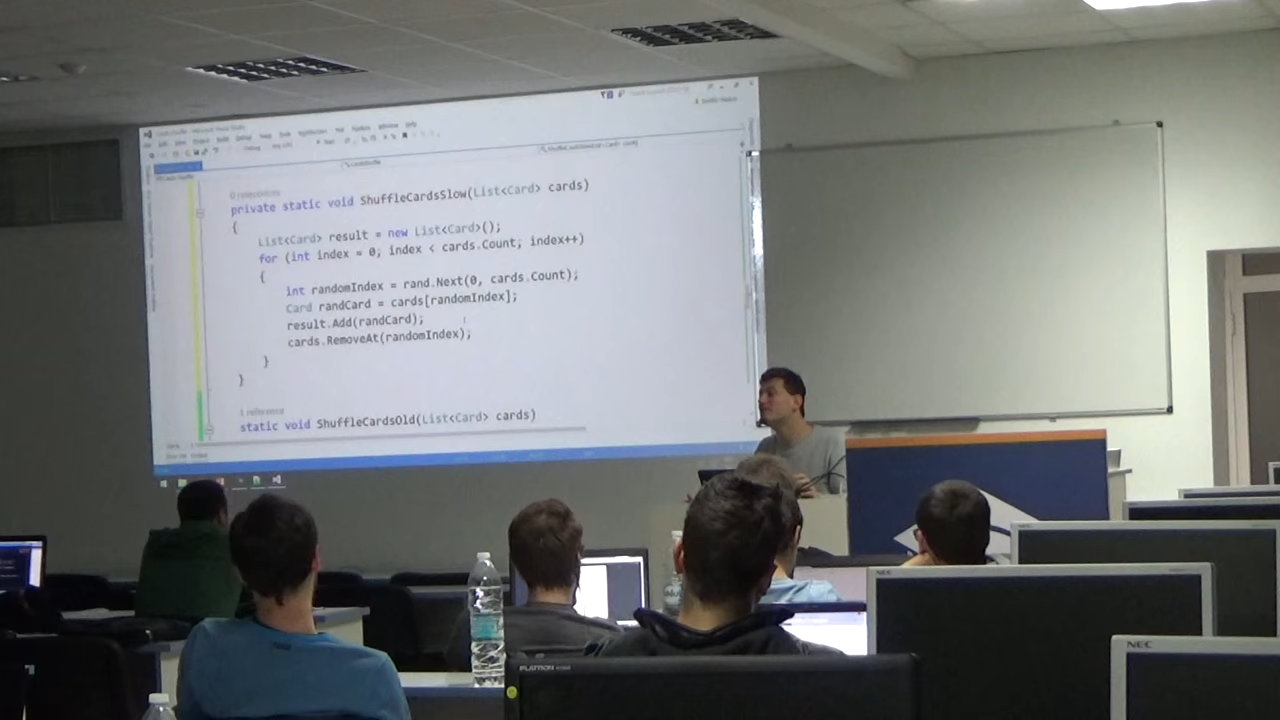 0 references
private static void ShuffleCardsSlow(List<Card> cards)
{
List<Card> result = new List<Card>();
for (int index = 0; index < cards.Count; index++)
{
int randomIndex = rand.Next(0, cards.Count);
Card randCard = cards[randomIndex];
result.Add(randCard);
cards.RemoveAt(randomIndex);
}
}
1 reference
static void ShuffleCardsOld(List<Card> cards)
NEC
NEC
FLATRON